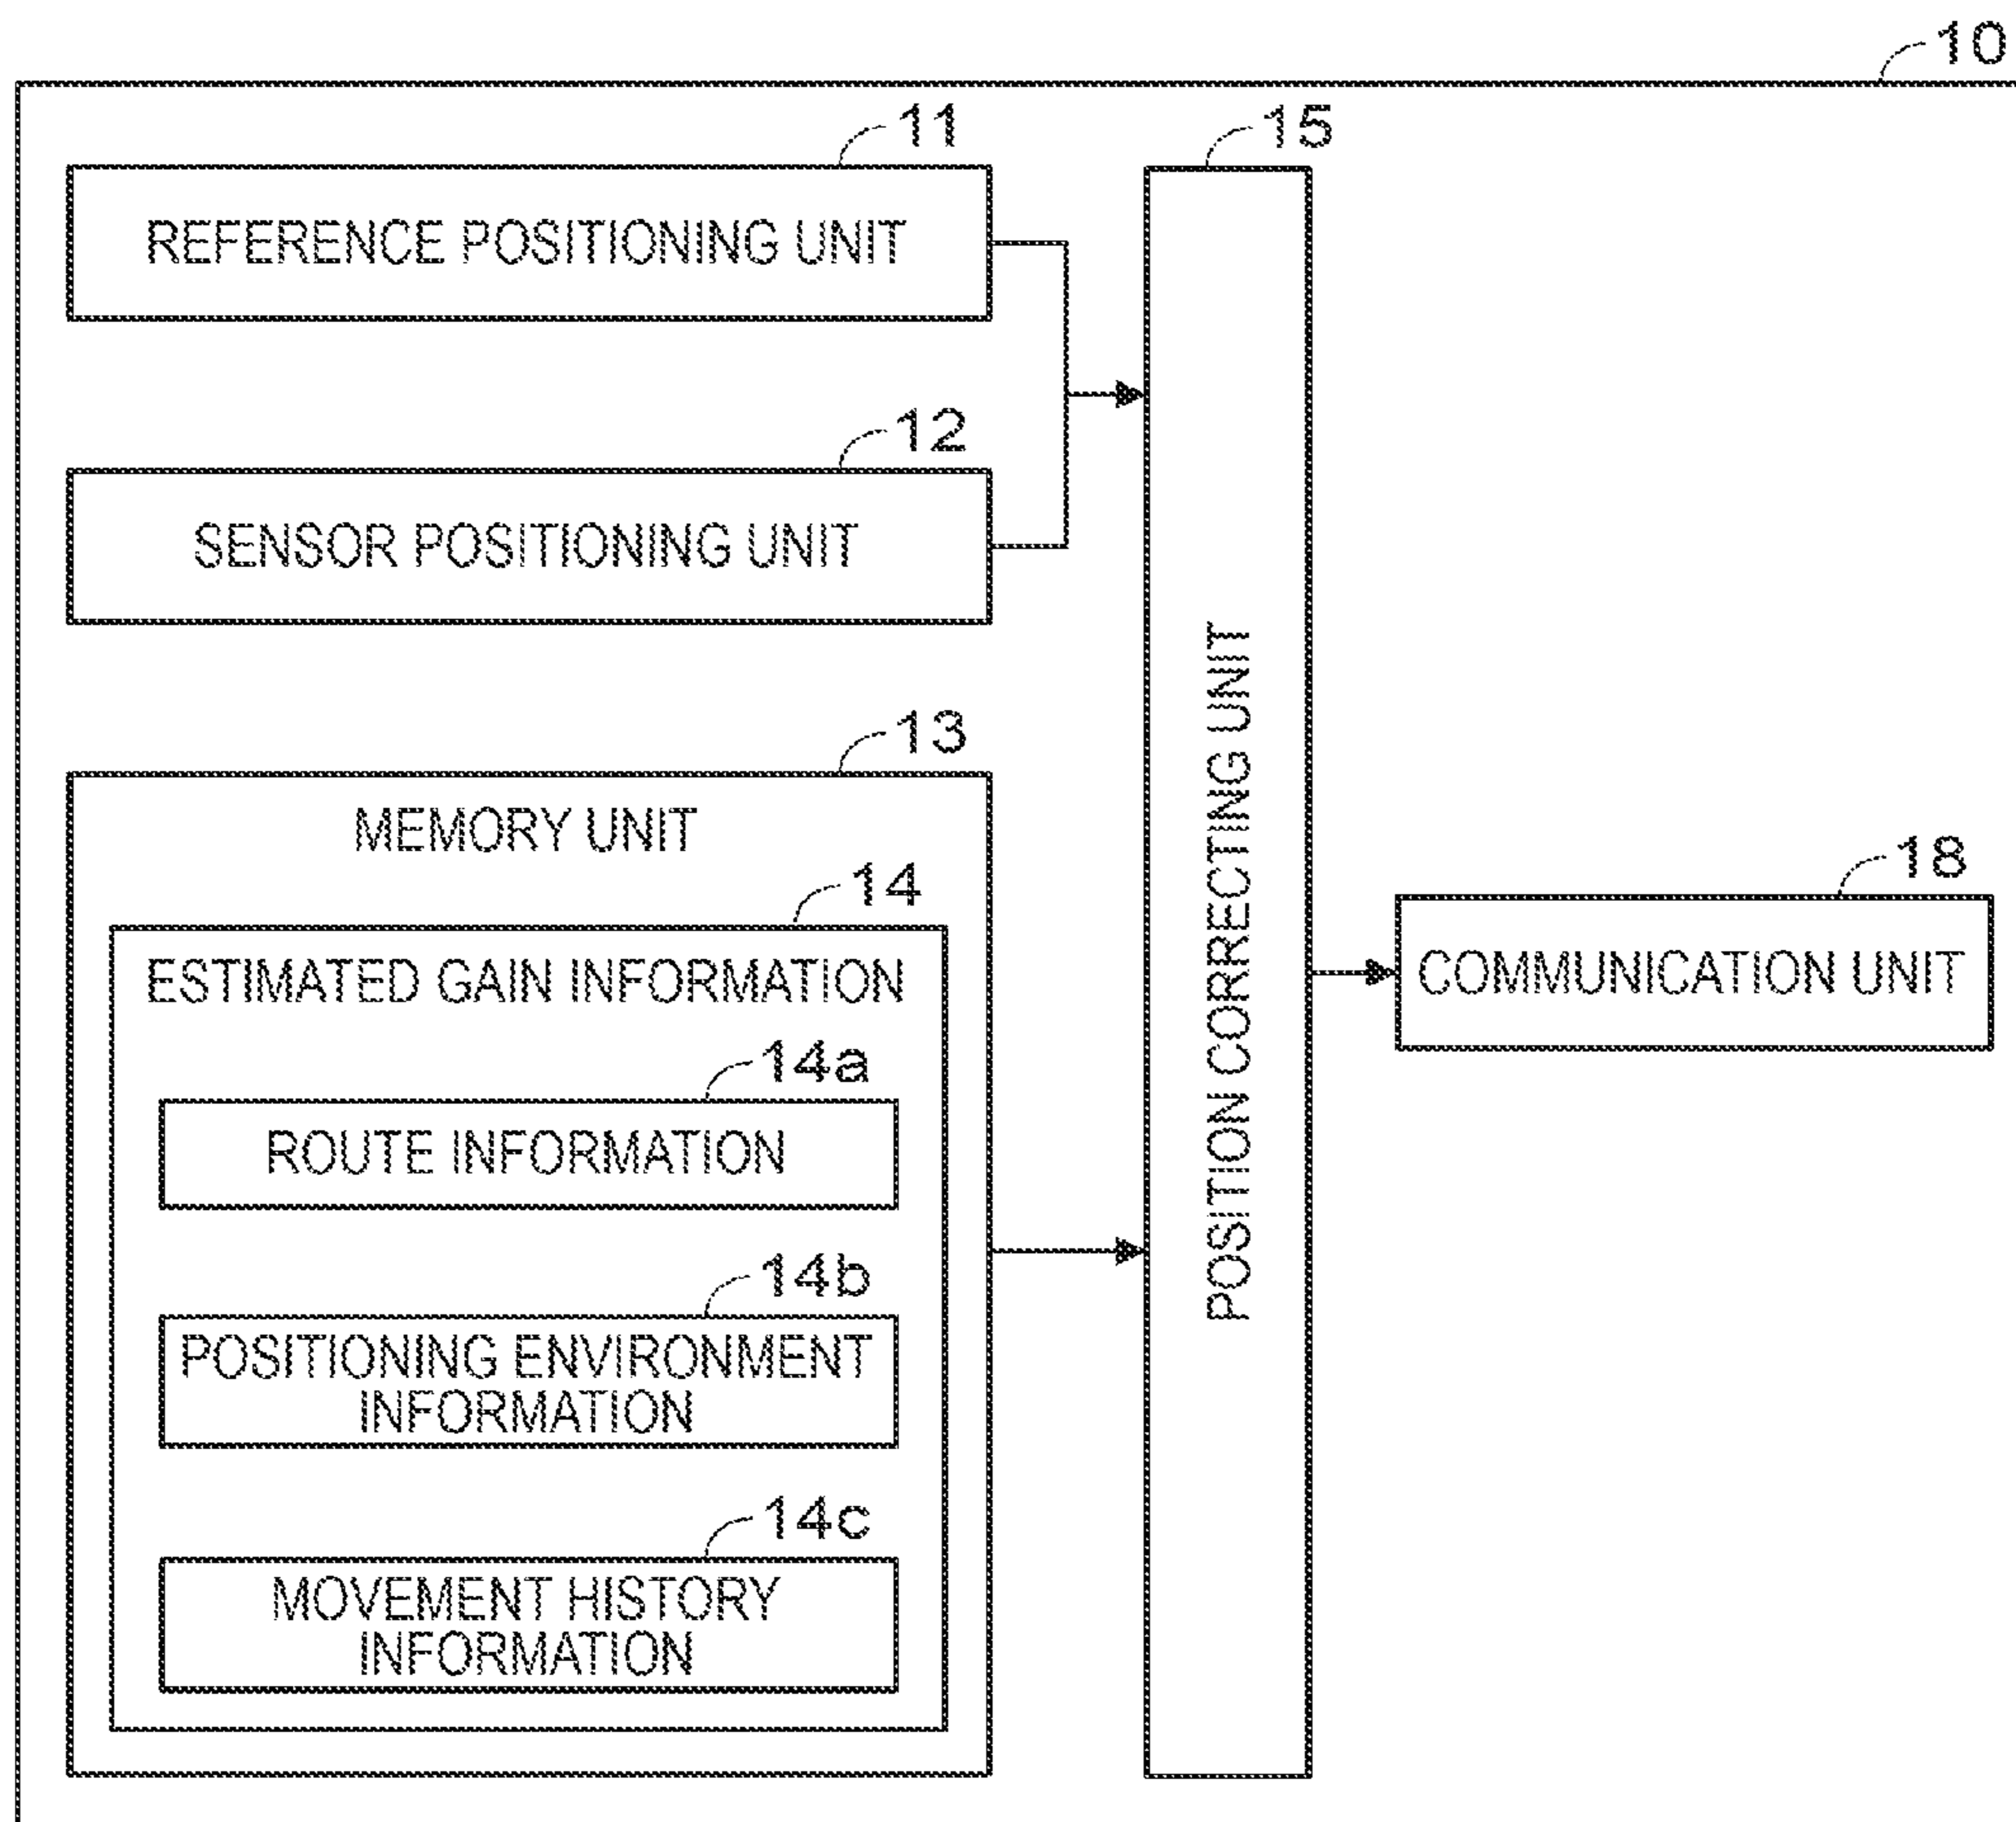 10
11
REFERENCE POSITIONING UNIT
12
SENSOR POSITIONING UNIT
13
MEMORY UNIT
14
ESTIMATED GAIN INFORMATION
14a
ROUTE INFORMATION
14b
POSITIONING ENVIRONMENT
INFORMATION
14c
MOVEMENT HISTORY
INFORMATION
15
POSITION CORRECTING UNIT
18
COMMUNICATION UNIT